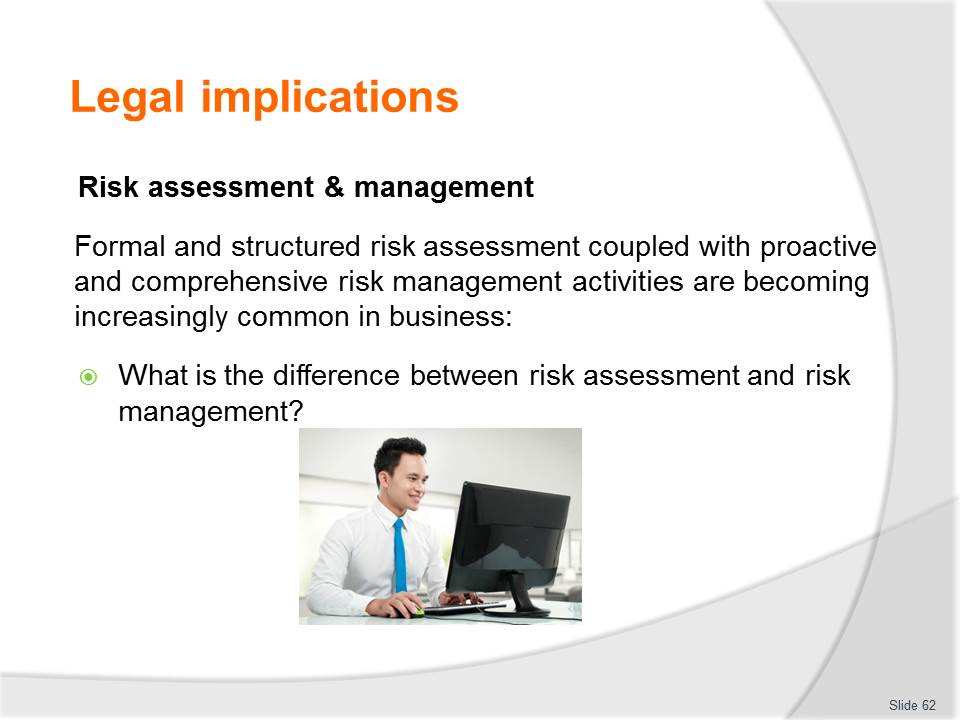 Legal implications
Risk assessment & management
Formal and structured risk assessment coupled with proactive
and comprehensive risk management activities are becoming
increasingly common in business:
What is the difference between risk assessment and risk
management?
Slide 62